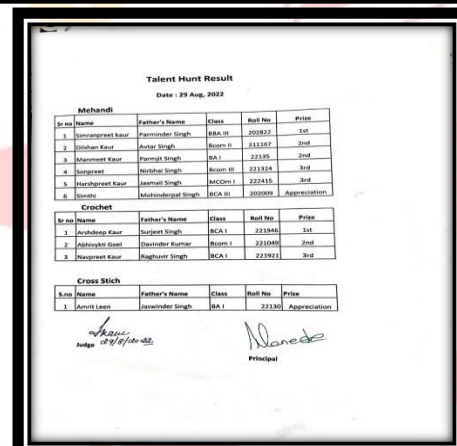 Talent Hunt Result
Date : 29 Aug, 2022
Mehandi
Sr no Name Father's Name Class Roll No Prize
1 Simranpreet kaur Parminder Singh BBA III 202822 1st
2 Dilshan Kaur Avtar Singh Bcom II 211167 2nd
3 Manmeet Kaur Parmjit Singh BA I 22135 2nd
4 Sonpreet Nirbhai Singh Bcom III 221324 3rd
5 Harshpreet Kaur Jasmail Singh MCOm I 222415 3rd
6 Simthi Mohinderpal Singh BCA III 202009 Appreciation
Crochet
Sr no Name Father's Name Class Roll No Prize
1 Arshdeep Kaur Surjeet Singh BCA I 221946 1st
2 Abhivykti Goel Davinder Kumar Bcom I 221049 2nd
3 Navpreet Kaur Raghuvir Singh BCA I 221921 3rd
Cross Stich
S.no Name Father's Name Class Roll No Prize
1 Amrit Leen Jaswinder Singh BA I 22130 Appreciation
Judge 29/8/2022
Principal